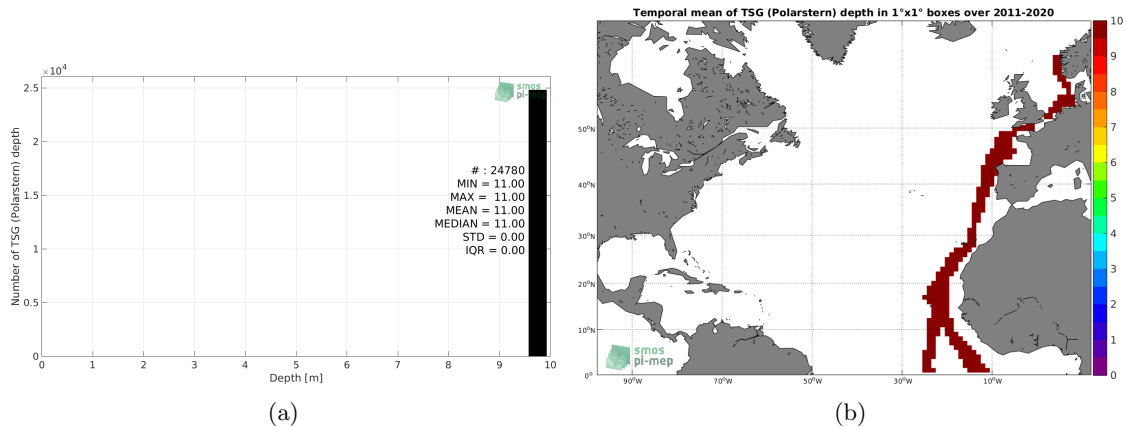 ×10⁴
2.5
2
1.5
1
0.5
0
Number of TSG (Polarstern) depth
smos
pi-mep
# : 24780
MIN = 11.00
MAX = 11.00
MEAN = 11.00
MEDIAN = 11.00
STD = 0.00
IQR = 0.00
0 1 2 3 4 5 6 7 8 9 10
Depth [m]
(a)
Temporal mean of TSG (Polarstern) depth in 1°x1° boxes over 2011-2020
50°N
40°N
30°N
20°N
10°N
0°
90°W 70°W 50°W 30°W 10°W
smos
pi-mep
10
9
8
7
6
5
4
3
2
1
0
(b)